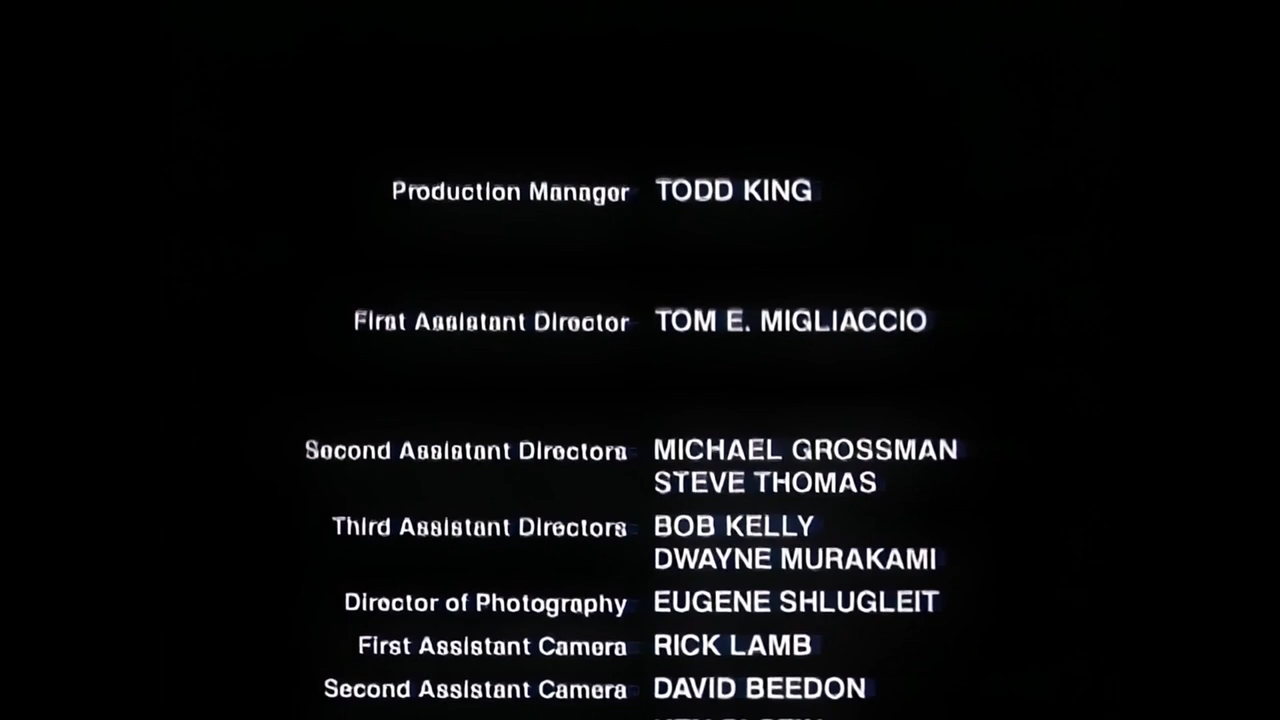 Production Manager TODD KING
First Assistant Director TOM E. MIGLIACCIO
Second Assistant Directors MICHAEL GROSSMAN
STEVE THOMAS
Third Assistant Directors BOB KELLY
DWAYNE MURAKAMI
Director of Photography EUGENE SHLUGLEIT
First Assistant Camera RICK LAMB
Second Assistant Camera DAVID BEEDON